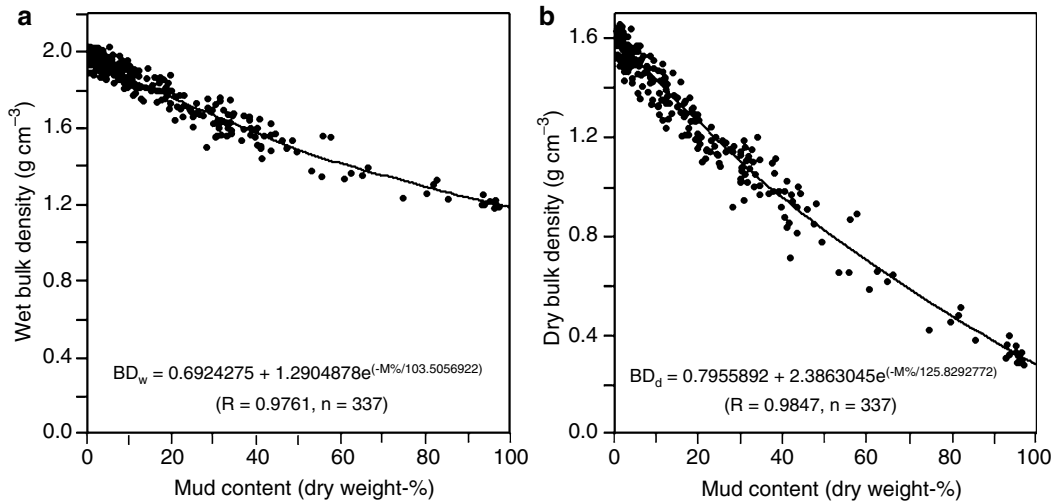 a
Wet bulk density (g cm−3)
2.0
1.6
1.2
0.8
0.4
0.0
BDw = 0.6924275 + 1.2904878e(-M%/103.5056922)
(R = 0.9761, n = 337)
0 20 40 60 80 100
Mud content (dry weight-%)
b
Dry bulk density (g cm−3)
1.6
1.2
0.8
0.4
0.0
BDd = 0.7955892 + 2.3863045e(-M%/125.8292772)
(R = 0.9847, n = 337)
0 20 40 60 80 100
Mud content (dry weight-%)